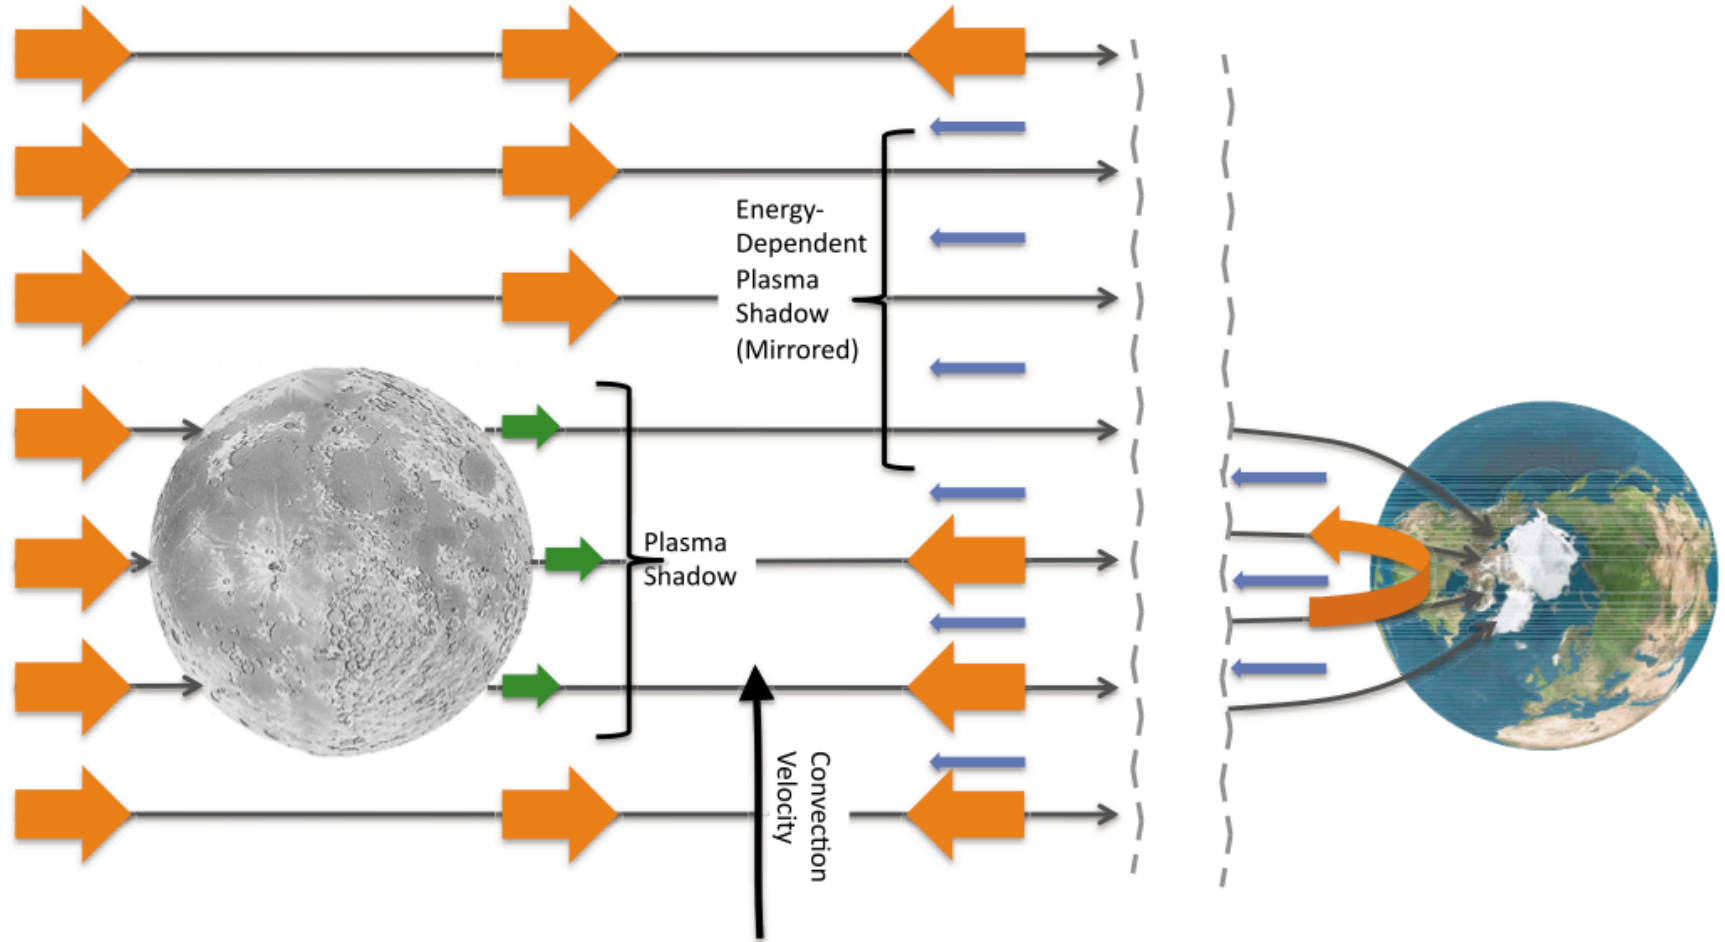 Energy-
Dependent
Plasma
Shadow
(Mirrored)
Plasma
Shadow
Convection
Velocity